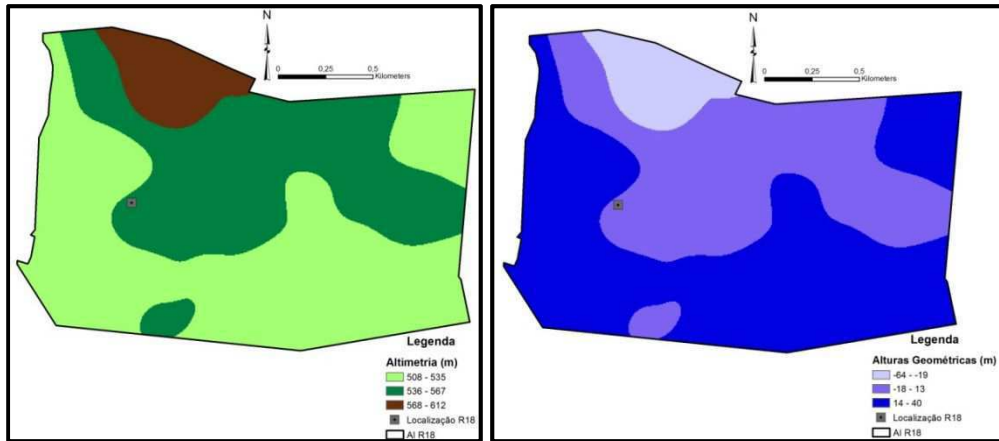 N
0 0,25 0,5
Kilometers
Legenda
Altimetria (m)
508 - 535
536 - 567
568 - 612
Localização R18
AI R18
N
0 0,25 0,5
Kilometers
Legenda
Alturas Geométricas (m)
-64 - -19
-18 - 13
14 - 40
Localização R18
AI R18